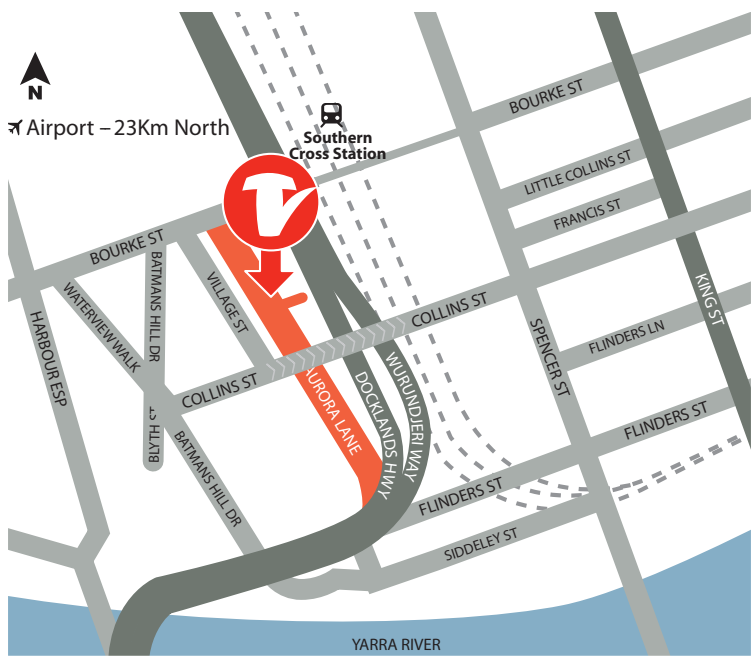 N
Airport – 23Km North
Southern
Cross Station
BOURKE ST
LITTLE COLLINS ST
FRANCIS ST
BOURKE ST
BATMANS HILL DR
VILLAGE ST
WATERVIEW WALK
HARBOUR ESP
COLLINS ST
KING ST
SPENCER ST
FLINDERS LN
COLLINS ST
AURORA LANE
DOCKLANDS HWY
WURUNDJERI WAY
BLYTH ST
BATMANS HILL DR
FLINDERS ST
FLINDERS ST
SIDDELEY ST
YARRA RIVER